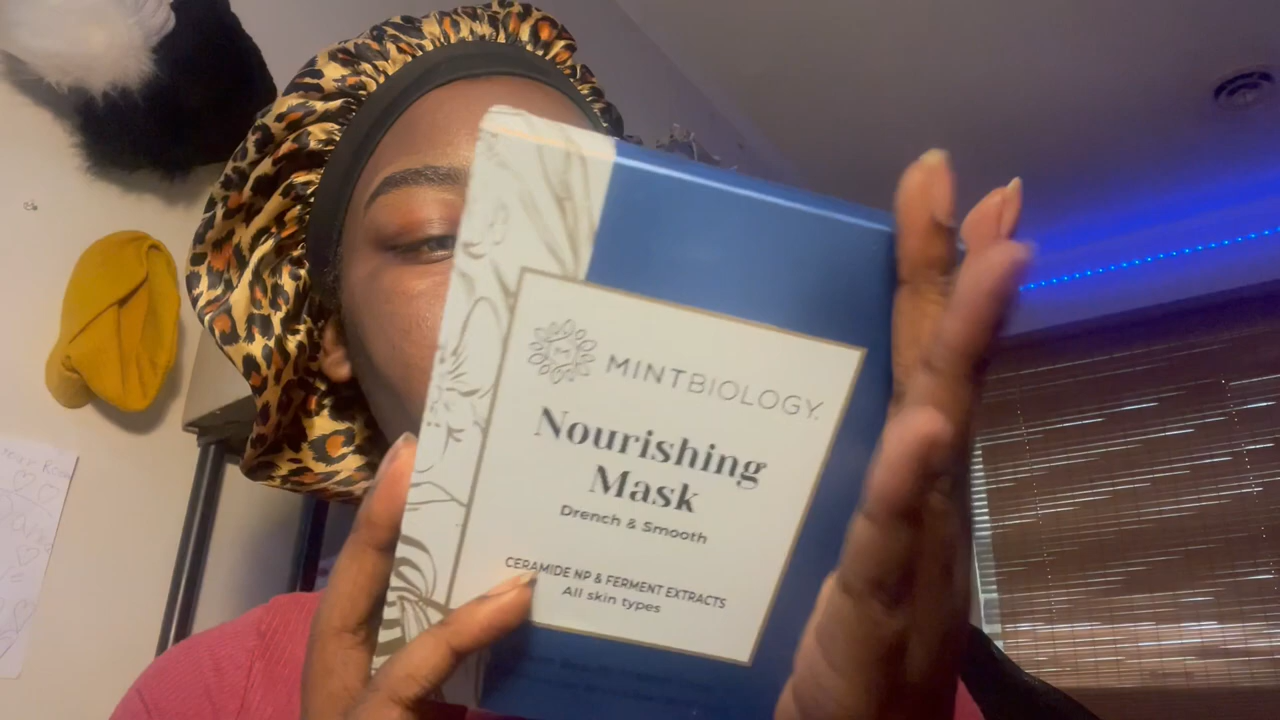 MINTBIOLOGY.
Nourishing
Mask
Drench & Smooth
CERAMIDE NP & FERMENT EXTRACTS
All skin types